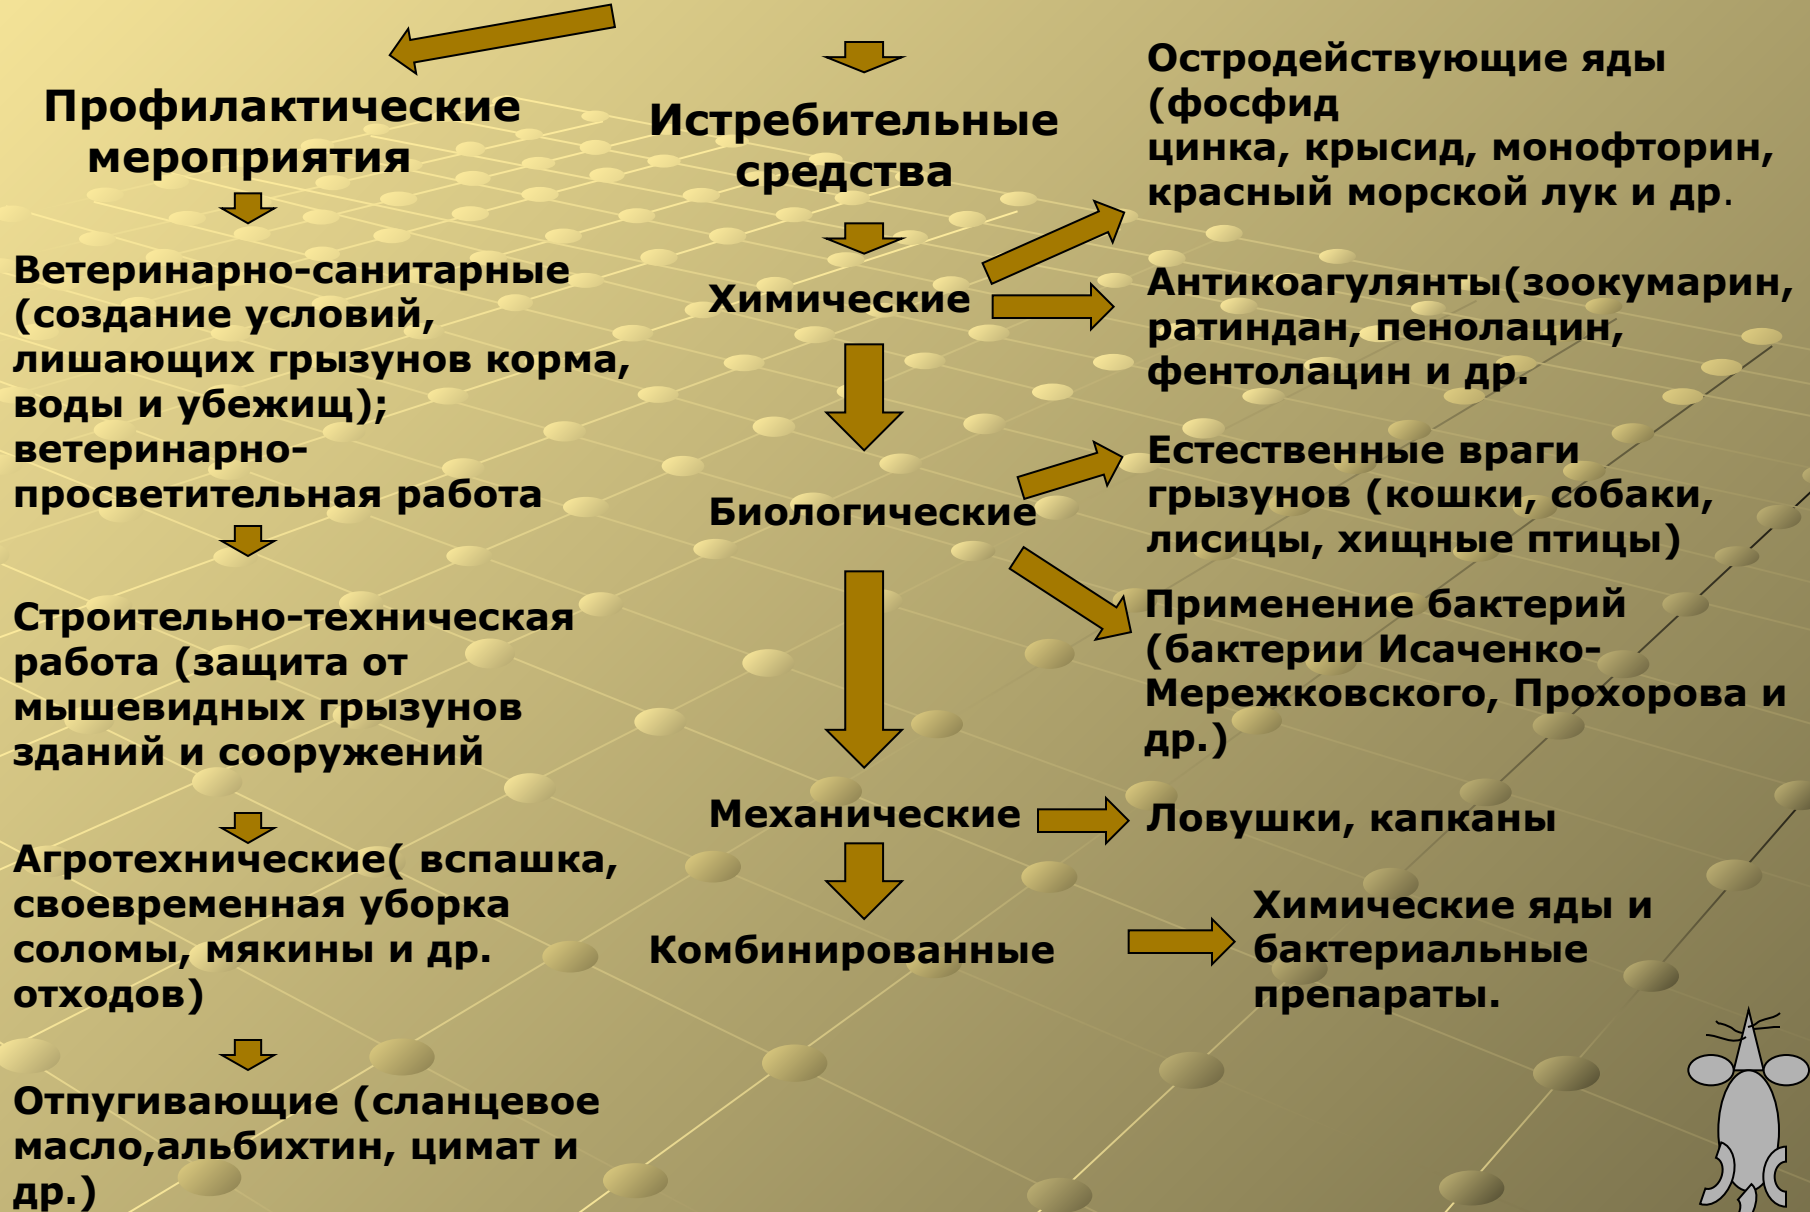 Профилактические
мероприятия
Ветеринарно-санитарные
(создание условий,
лишающих грызунов корма,
воды и убежищ);
ветеринарно-
просветительная работа
Строительно-техническая
работа (защита от
мышевидных грызунов
зданий и сооружений
Агротехнические( вспашка,
своевременная уборка
соломы, мякины и др.
отходов)
Отпугивающие (сланцевое
масло,альбихтин, цимат и
др.)
Истребительные
средства
Химические
Биологические
Механические
Комбинированные
Остродействующие яды
(фосфид
цинка, крысид, монофторин,
красный морской лук и др.
Антикоагулянты(зоокумарин,
ратиндан, пенолацин,
фентолацин и др.
Естественные враги
грызунов (кошки, собаки,
лисицы, хищные птицы)
Применение бактерий
(бактерии Исаченко-
Мережковского, Прохорова и
др.)
Ловушки, капканы
Химические яды и
бактериальные
препараты.